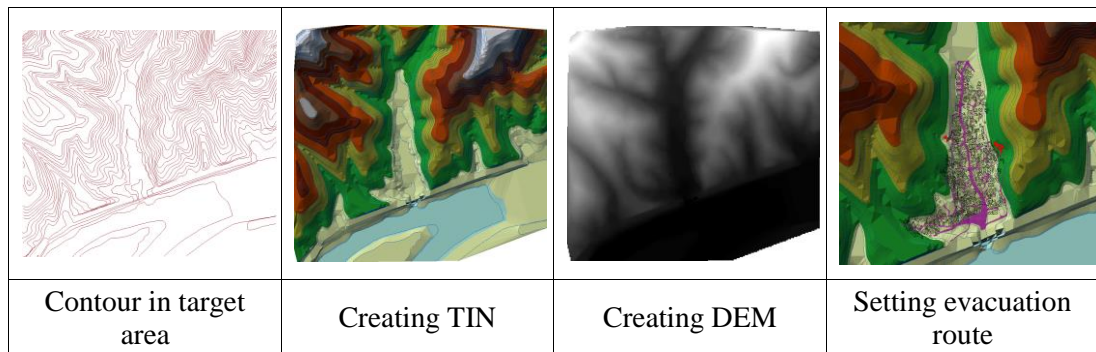 Contour in target
area
Creating TIN
Creating DEM
Setting evacuation
route